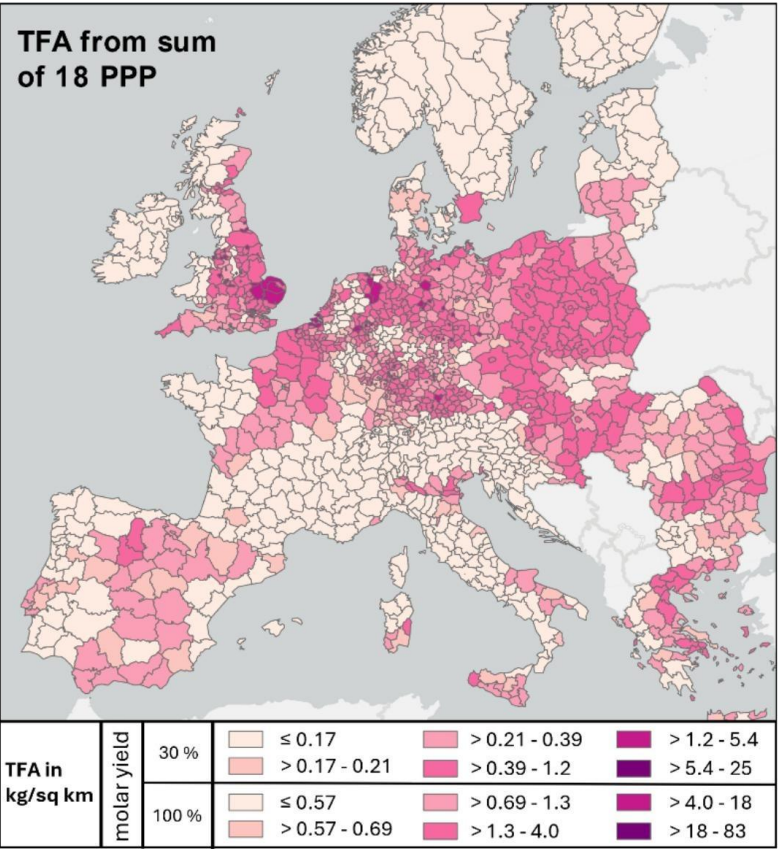 TFA from sum
of 18 PPP
TFA in
kg/sq km
molar yield
30 %
≤ 0.17
> 0.17 - 0.21
> 0.21 - 0.39
> 0.39 - 1.2
> 1.2 - 5.4
> 5.4 - 25
100 %
≤ 0.57
> 0.57 - 0.69
> 0.69 - 1.3
> 1.3 - 4.0
> 4.0 - 18
> 18 - 83